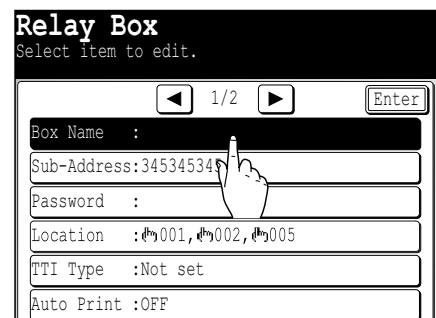 Relay Box
Select item to edit.
1/2 Enter
Box Name :
Sub-Address:345345345
Password :
Location :001,002,005
TTI Type :Not set
Auto Print :OFF